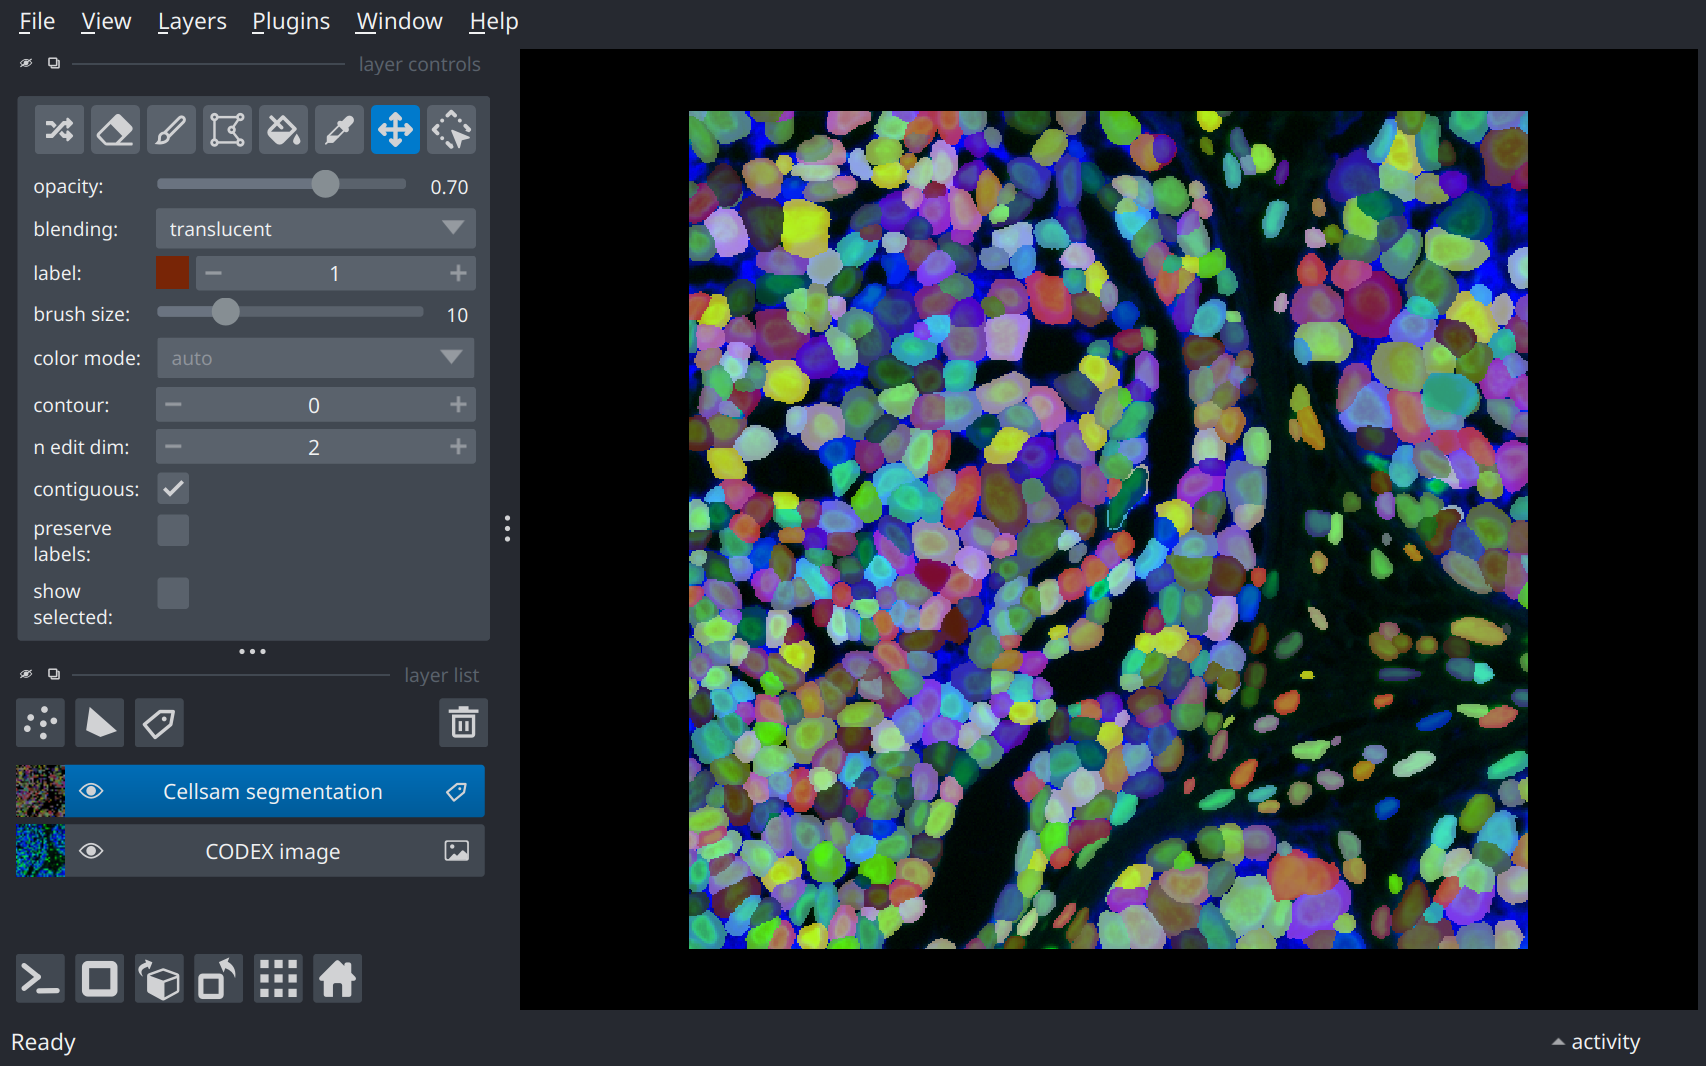 File View Layers Plugins Window Help
layer controls
opacity: 0.70
blending: translucent
label: 1
brush size: 10
color mode: auto
contour: 0
n edit dim: 2
contiguous:
preserve
labels:
show
selected:
layer list
Cellsam segmentation
CODEX image
Ready
activity